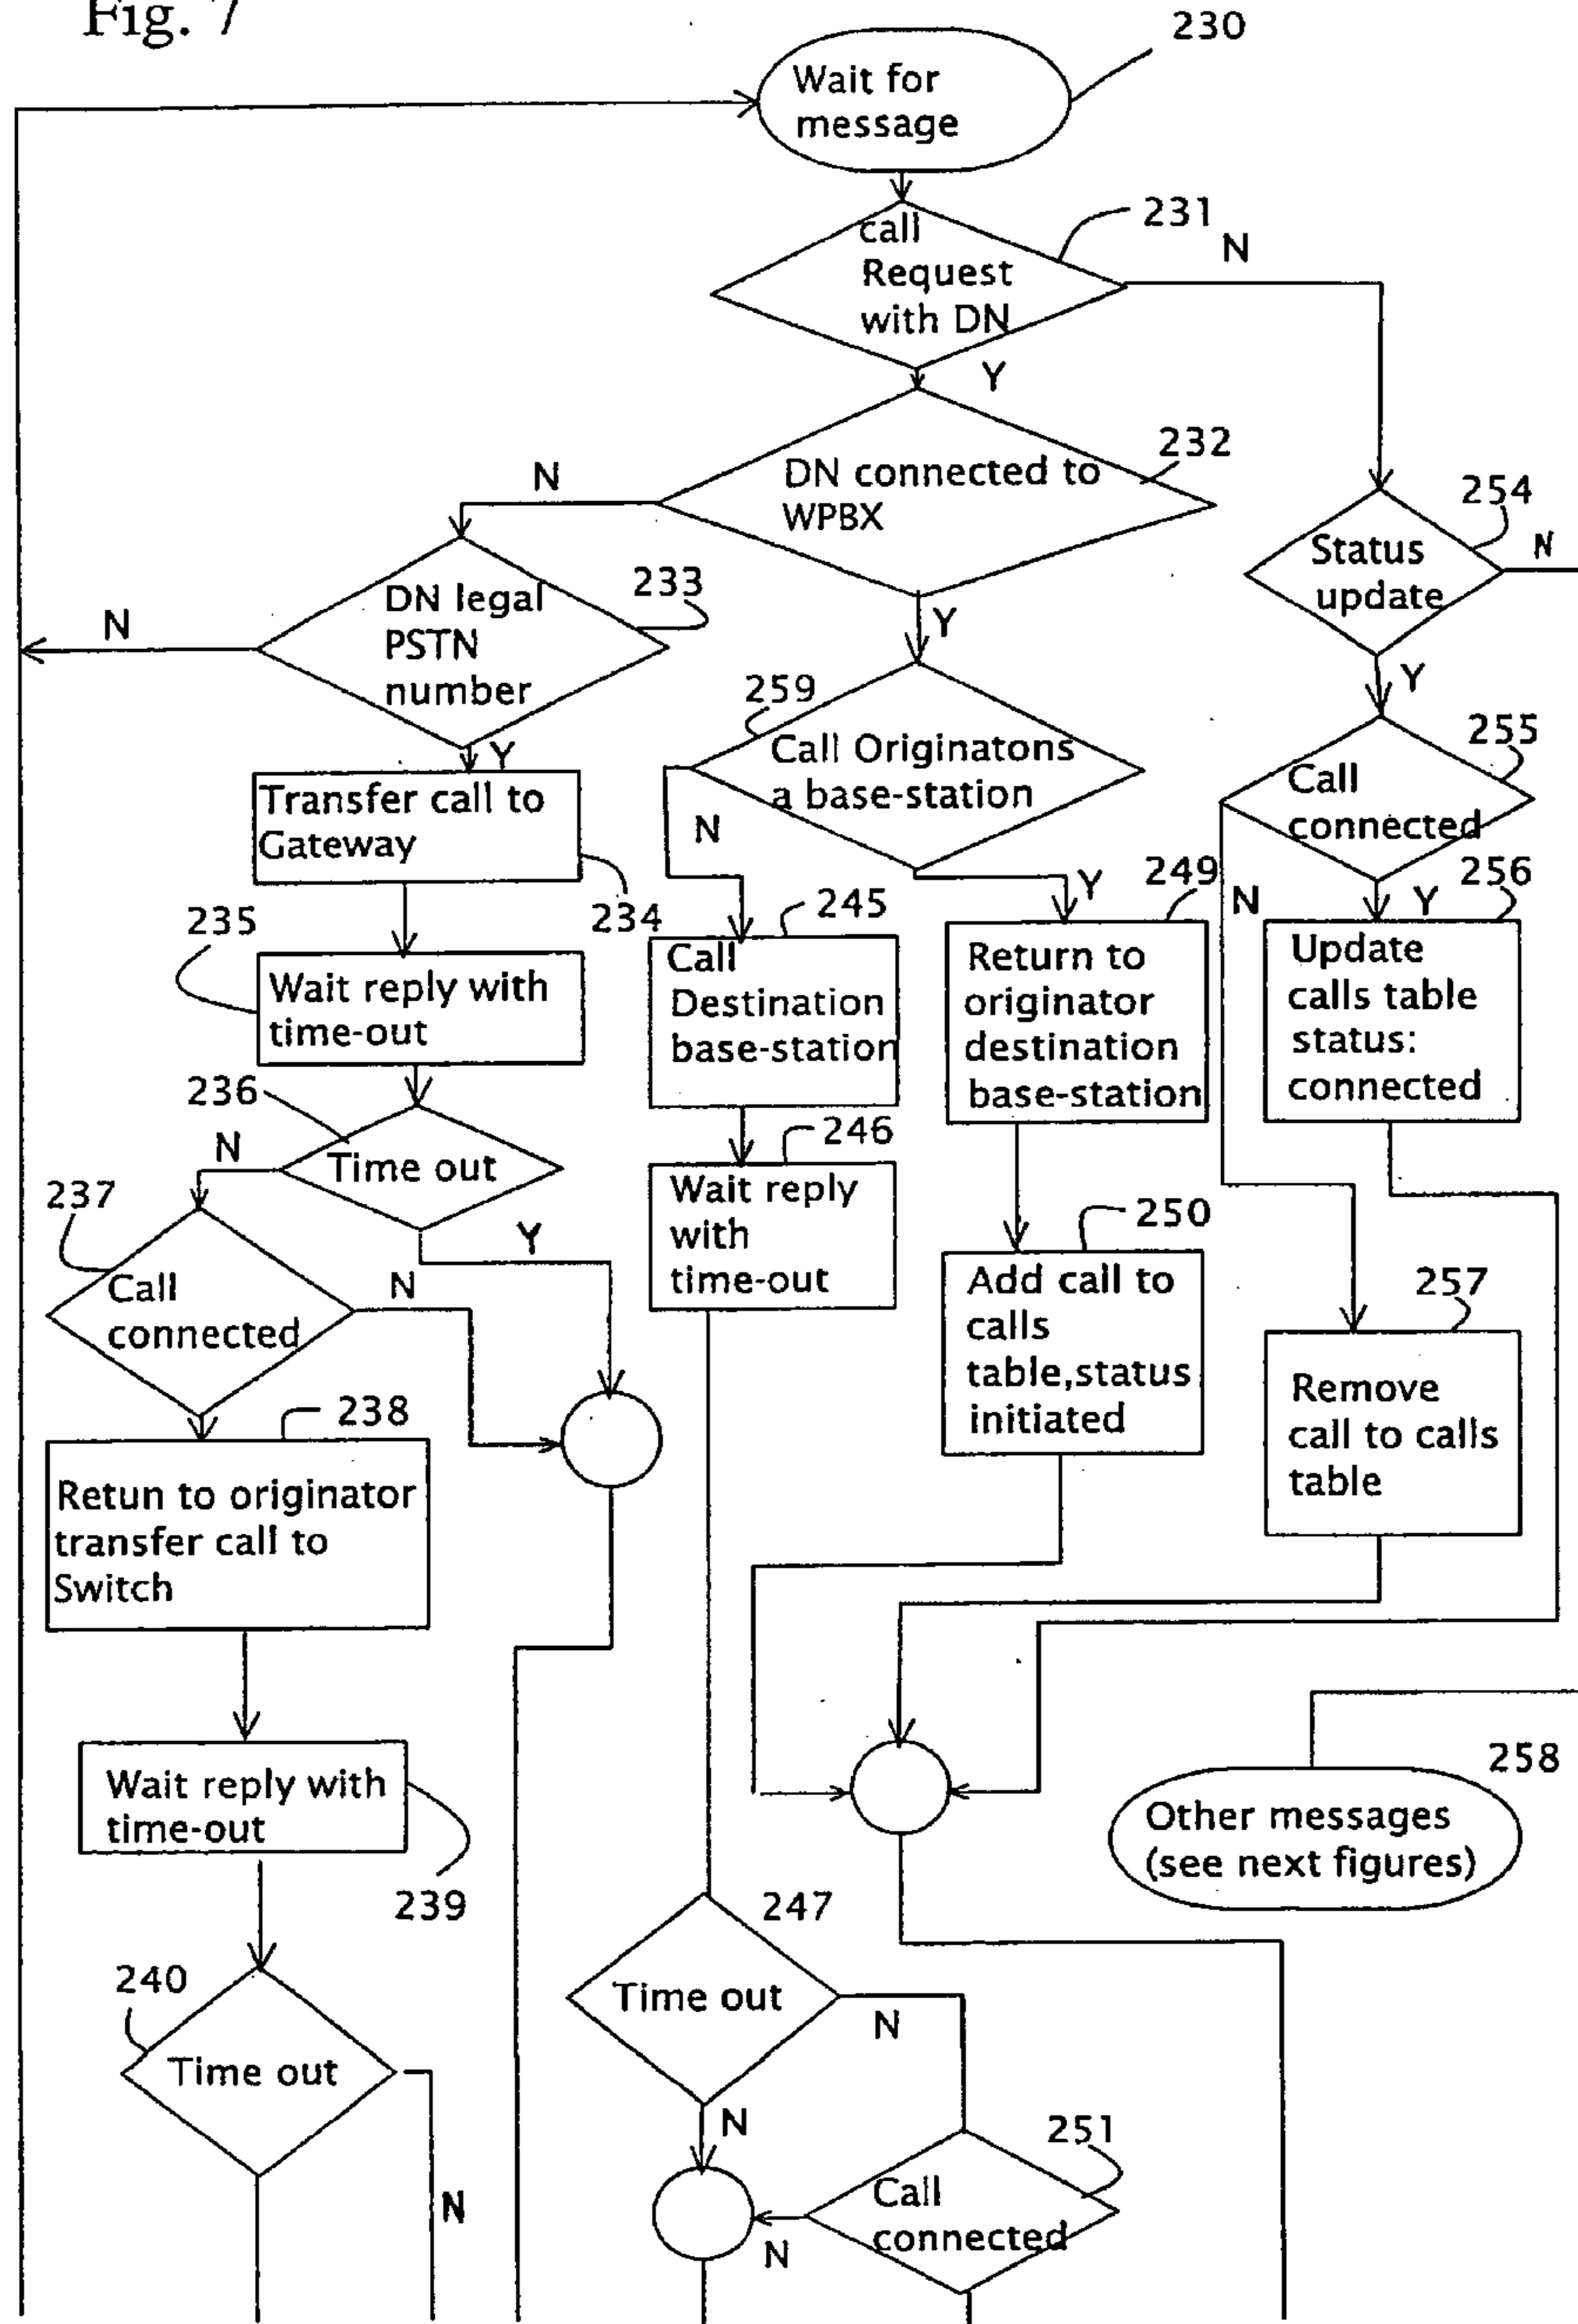 Fig. 7
230
Wait for
message
231
N
call
Request
with DN
Y
232
N
DN connected to
WPBX
254
N
Status
update
233
N
DN legal
PSTN
number
Y
Y
259
Call Originatons
a base-station
Y
255
Call
connected
Y
Transfer call to
Gateway
234
N
245
Y
249
N
Y
256
235
Wait reply with
time-out
Call
Destination
base-station
Return to
originator
destination
base-station
Update
calls table
status:
connected
236
N
Time out
Y
246
Wait reply
with
time-out
237
Call
connected
N
250
Add call to
calls
table,status
initiated
257
Remove
call to calls
table
238
Retun to originator
transfer call to
Switch
Wait reply with
time-out
239
258
Other messages
(see next figures)
247
Time out
N
N
240
Time out
N
251
Call
connected
N